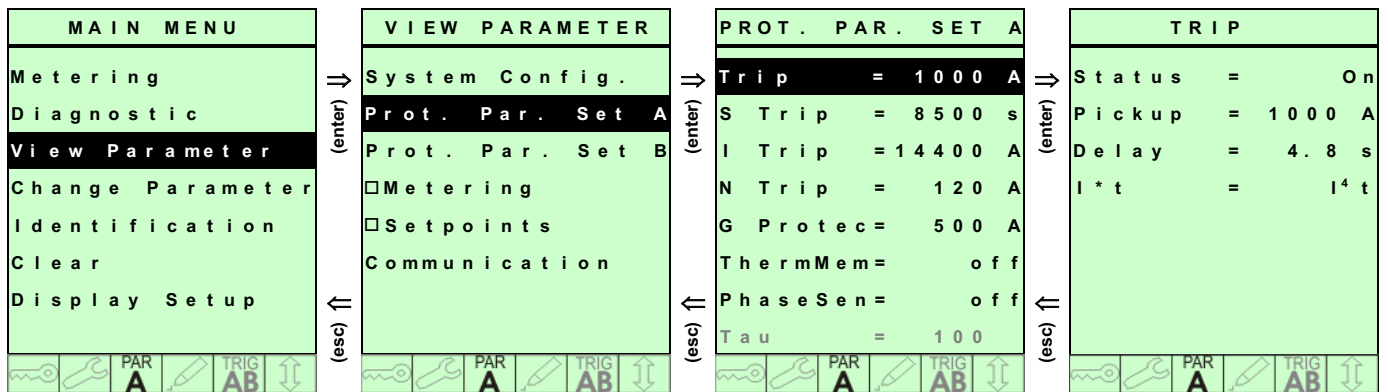 MAIN MENU
Metering
Diagnostic
View Parameter
Change Parameter
Identification
Clear
Display Setup
PAR
A
TRIG
AB
⇒
(enter)
⇐
(esc)
VIEW PARAMETER
System Config.
Prot. Par. Set A
Prot. Par. Set B
□Metering
□Setpoints
Communication
PAR
A
TRIG
AB
⇒
(enter)
⇐
(esc)
PROT. PAR. SET A
Trip = 1000 A
S Trip = 8500 s
I Trip =14400 A
N Trip = 120 A
G Protec= 500 A
ThermMem= off
PhaseSen= off
Tau = 100
PAR
A
TRIG
AB
⇒
(enter)
⇐
(esc)
TRIP
Status = On
Pickup = 1000 A
Delay = 4.8 s
I*t = I⁴t
PAR
A
TRIG
AB